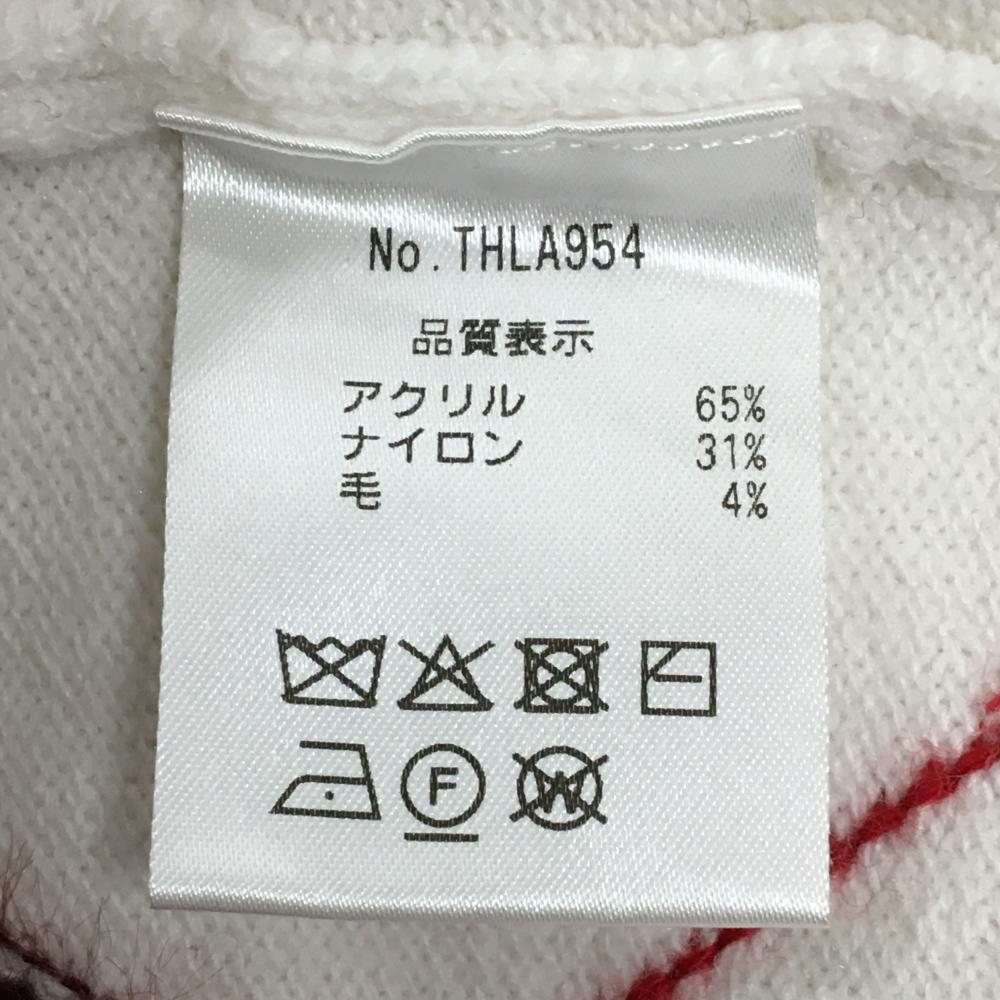 No.THLA954
品質表示
アクリル 65%
ナイロン 31%
毛 4%
F W